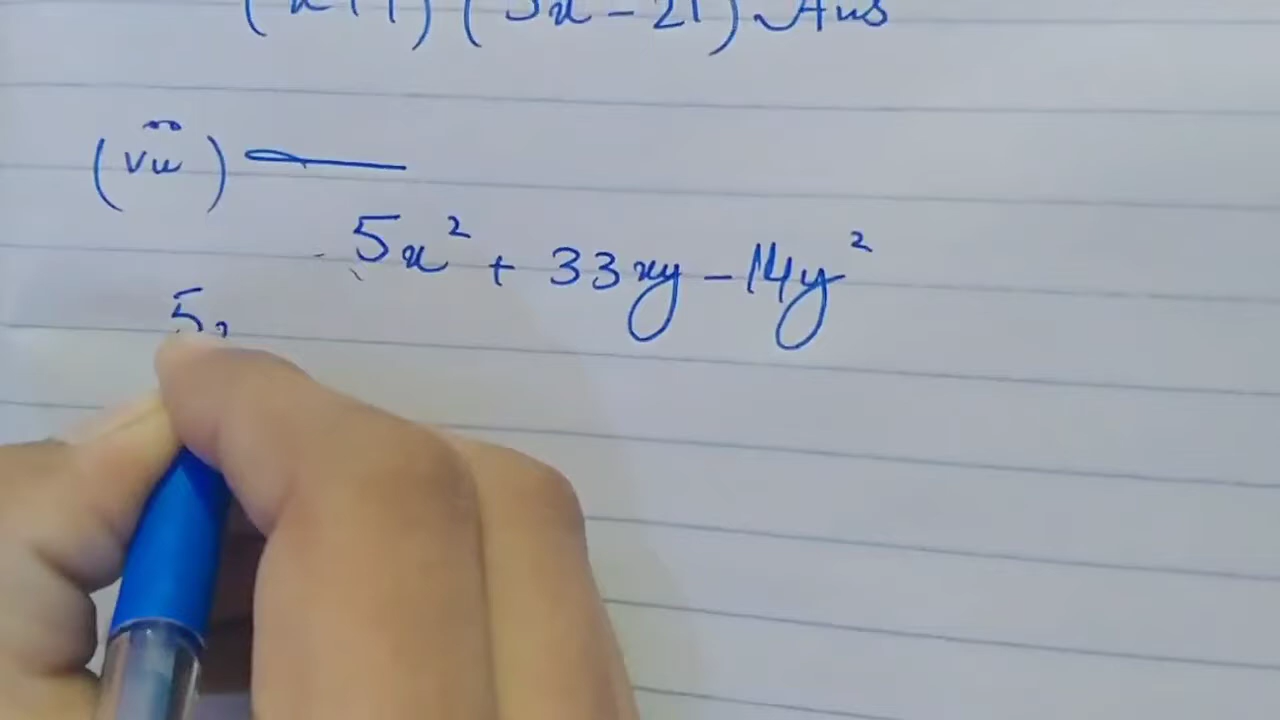 (x+1) (5x-21) Ans
(vii)
5x² + 33xy - 14y²
5